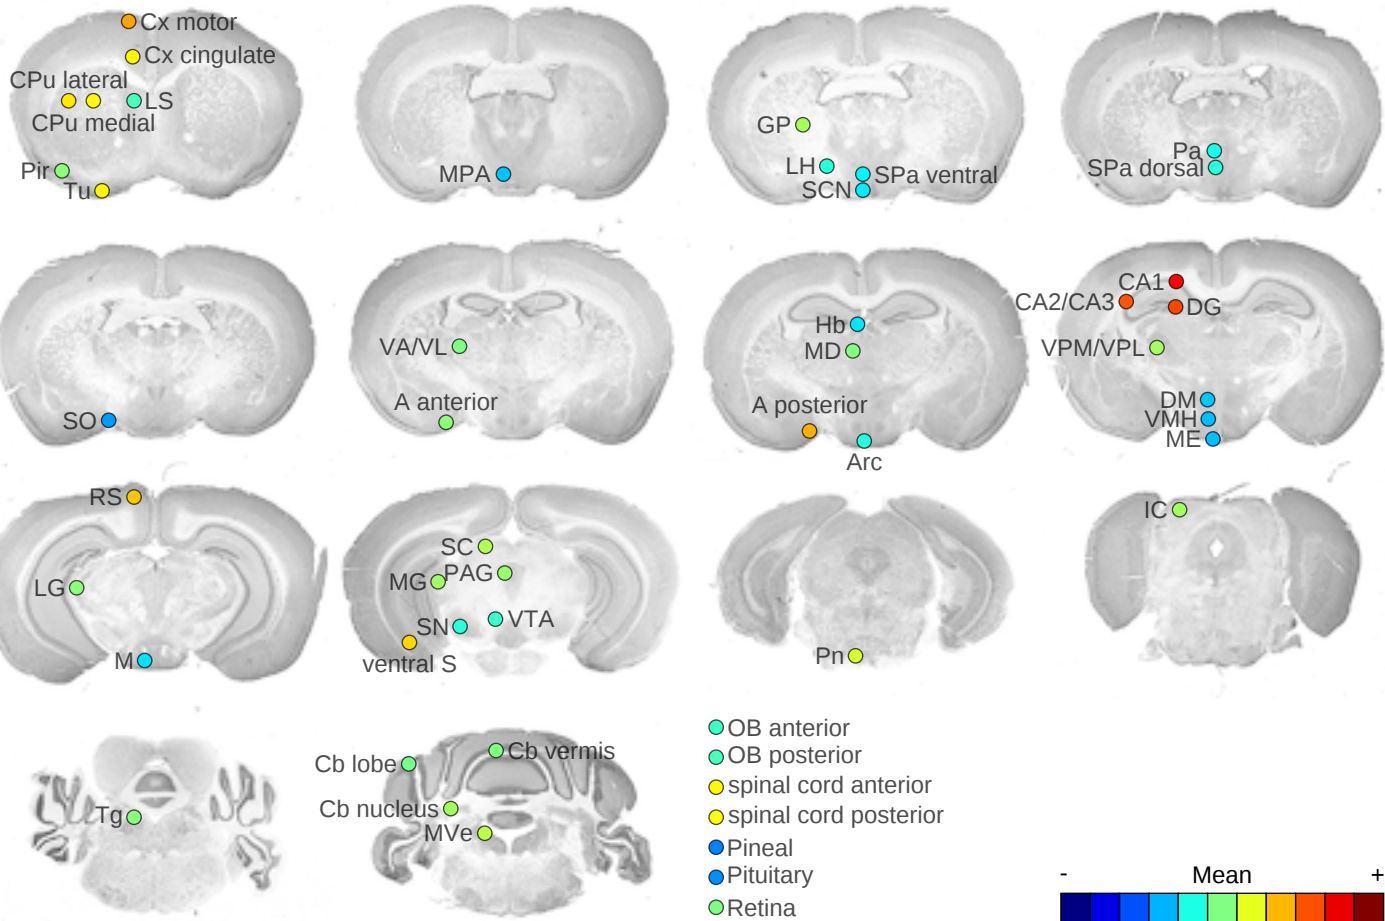 Cx motor
Cx cingulate
CPu lateral
LS
CPu medial
Pir
Tu
MPA
GP
LH
SPa ventral
SCN
Pa
SPa dorsal
SO
VA/VL
A anterior
Hb
MD
A posterior
Arc
CA1
CA2/CA3
DG
VPM/VPL
DM
VMH
ME
RS
LG
M
SC
MG
PAG
SN
VTA
ventral S
Pn
IC
Tg
Cb lobe
Cb vermis
Cb nucleus
MVe
OB anterior
OB posterior
spinal cord anterior
spinal cord posterior
Pineal
Pituitary
Retina
- Mean +